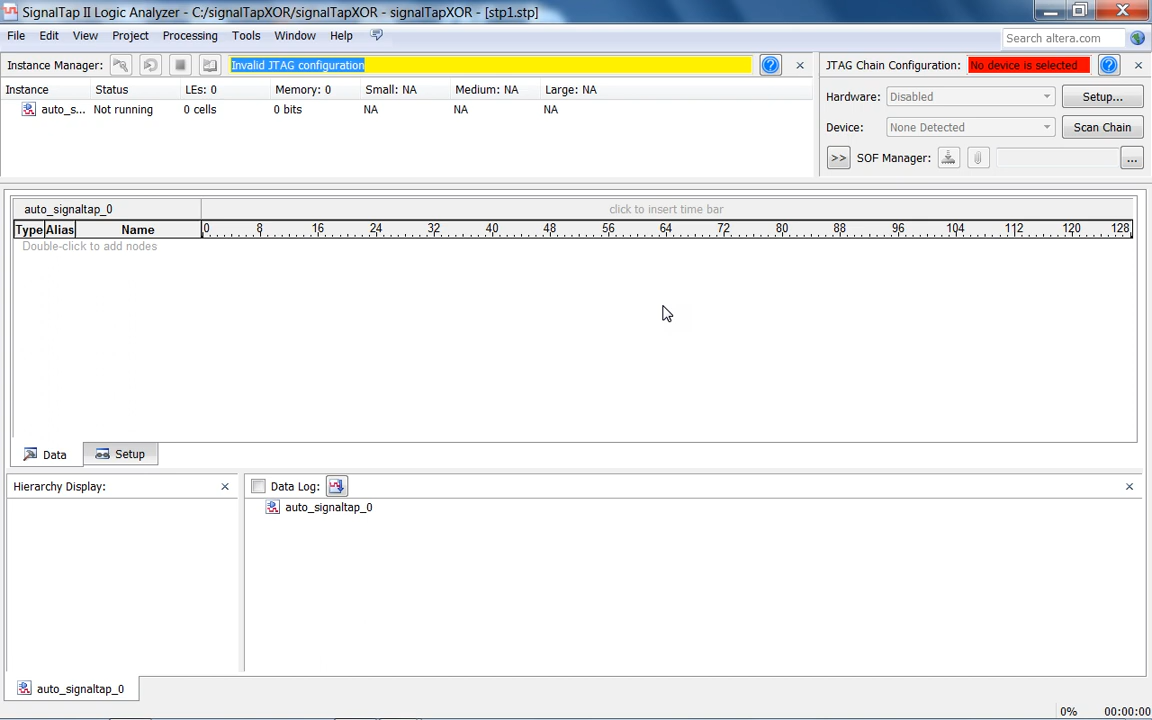 SignalTap II Logic Analyzer - C:/signalTapXOR/signalTapXOR - signalTapXOR - [stp1.stp]
File Edit View Project Processing Tools Window Help
Search altera.com
Instance Manager: Invalid JTAG configuration
JTAG Chain Configuration: No device is selected
Instance Status LEs: 0 Memory: 0 Small: NA Medium: NA Large: NA
auto_s... Not running 0 cells 0 bits NA NA NA
Hardware: Disabled Setup...
Device: None Detected Scan Chain
>> SOF Manager: ...
auto_signaltap_0 click to insert time bar
Type Alias Name 0 8 16 24 32 40 48 56 64 72 80 88 96 104 112 120 128
Double-click to add nodes
Data Setup
Hierarchy Display:
Data Log:
auto_signaltap_0
auto_signaltap_0
0% 00:00:00